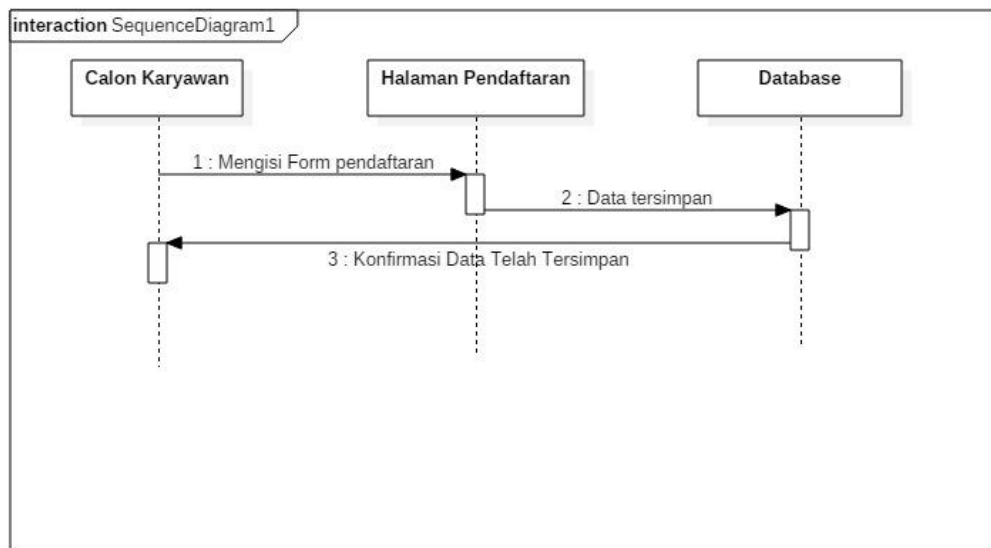 interaction SequenceDiagram1
Calon Karyawan
Halaman Pendaftaran
Database
1 : Mengisi Form pendaftaran
2 : Data tersimpan
3 : Konfirmasi Data Telah Tersimpan